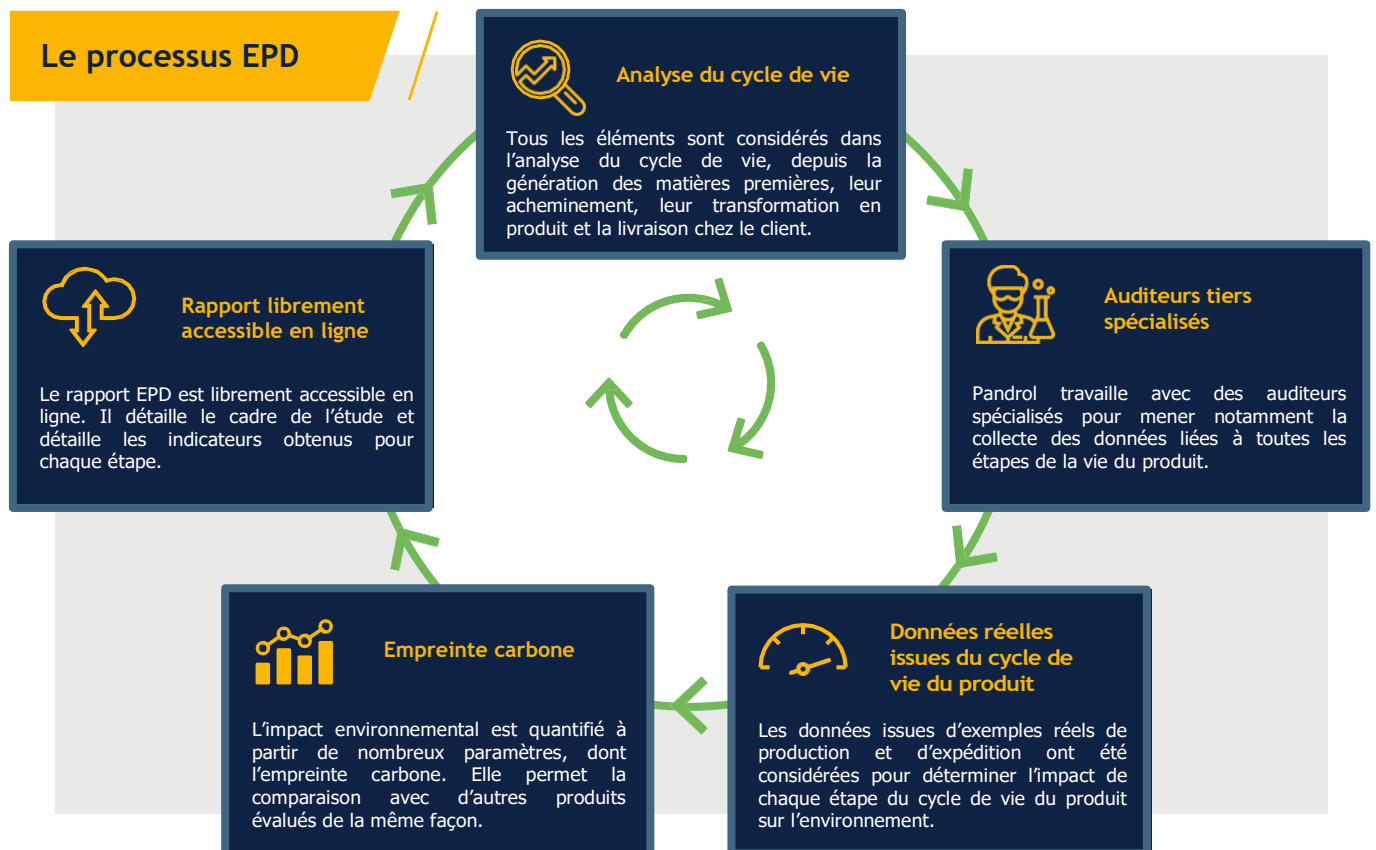 Le processus EPD
Analyse du cycle de vie
Tous les éléments sont considérés dans
l’analyse du cycle de vie, depuis la
génération des matières premières, leur
acheminement, leur transformation en
produit et la livraison chez le client.
Auditeurs tiers
spécialisés
Pandrol travaille avec des auditeurs
spécialisés pour mener notamment la
collecte des données liées à toutes les
étapes de la vie du produit.
Données réelles
issues du cycle de
vie du produit
Les données issues d’exemples réels de
production et d’expédition ont été
considérées pour déterminer l’impact de
chaque étape du cycle de vie du produit
sur l’environnement.
Empreinte carbone
L’impact environnemental est quantifié à
partir de nombreux paramètres, dont
l’empreinte carbone. Elle permet la
comparaison avec d’autres produits
évalués de la même façon.
Rapport librement
accessible en ligne
Le rapport EPD est librement accessible en
ligne. Il détaille le cadre de l’étude et
détaille les indicateurs obtenus pour
chaque étape.